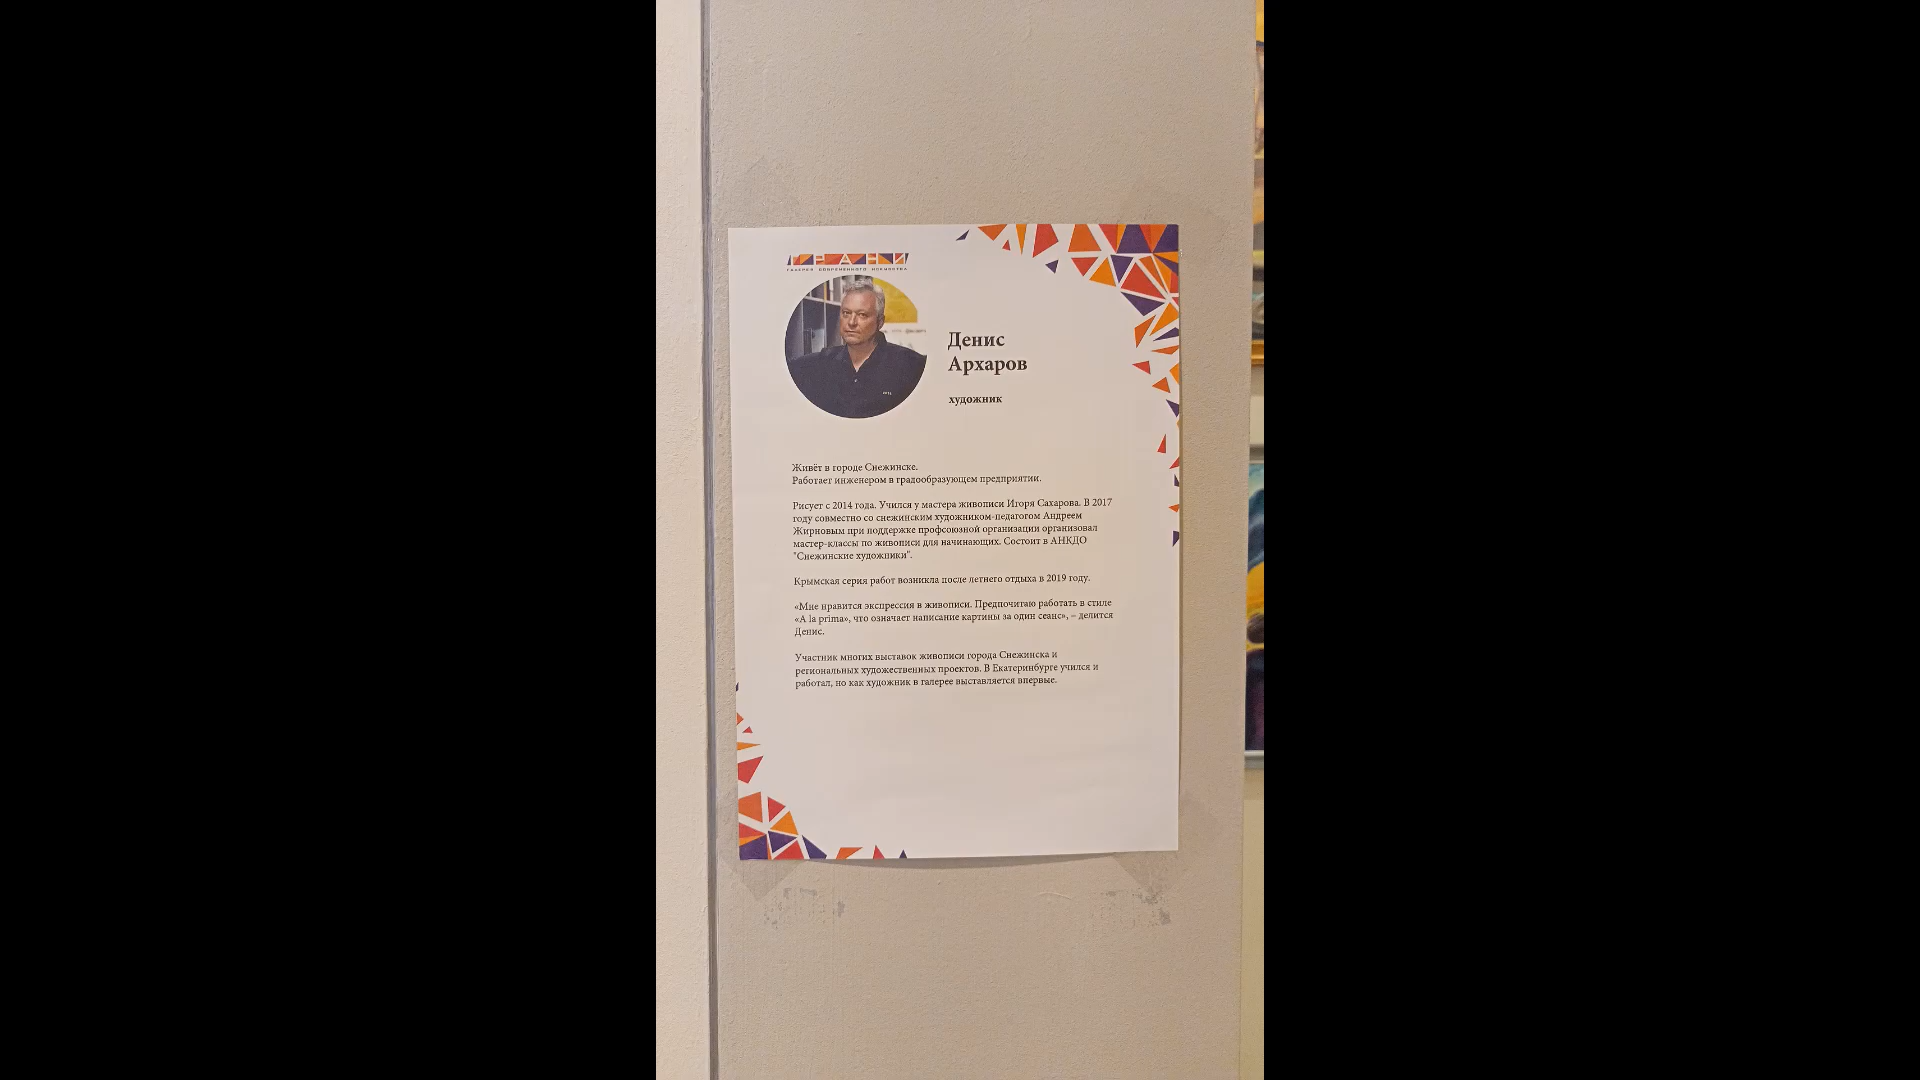 ГРАНИ
ГАЛЕРЕЯ СОВРЕМЕННОГО ИСКУССТВА
Денис
Архаров
художник
Живёт в городе Снежинске.
Работает инженером в градообразующем предприятии.
Рисует с 2014 года. Учился у мастера живописи Игоря Сахарова. В 2017
году совместно со снежинским художником-педагогом Андреем
Жирновым при поддержке профсоюзной организации организовал
мастер-классы по живописи для начинающих. Состоит в АНКДО
"Снежинские художники".
Крымская серия работ возникла после летнего отдыха в 2019 году.
«Мне нравится экспрессия в живописи. Предпочитаю работать в стиле
«A la prima», что означает написание картины за один сеанс», – делится
Денис.
Участник многих выставок живописи города Снежинска и
региональных художественных проектов. В Екатеринбурге учился и
работал, но как художник в галерее выставляется впервые.